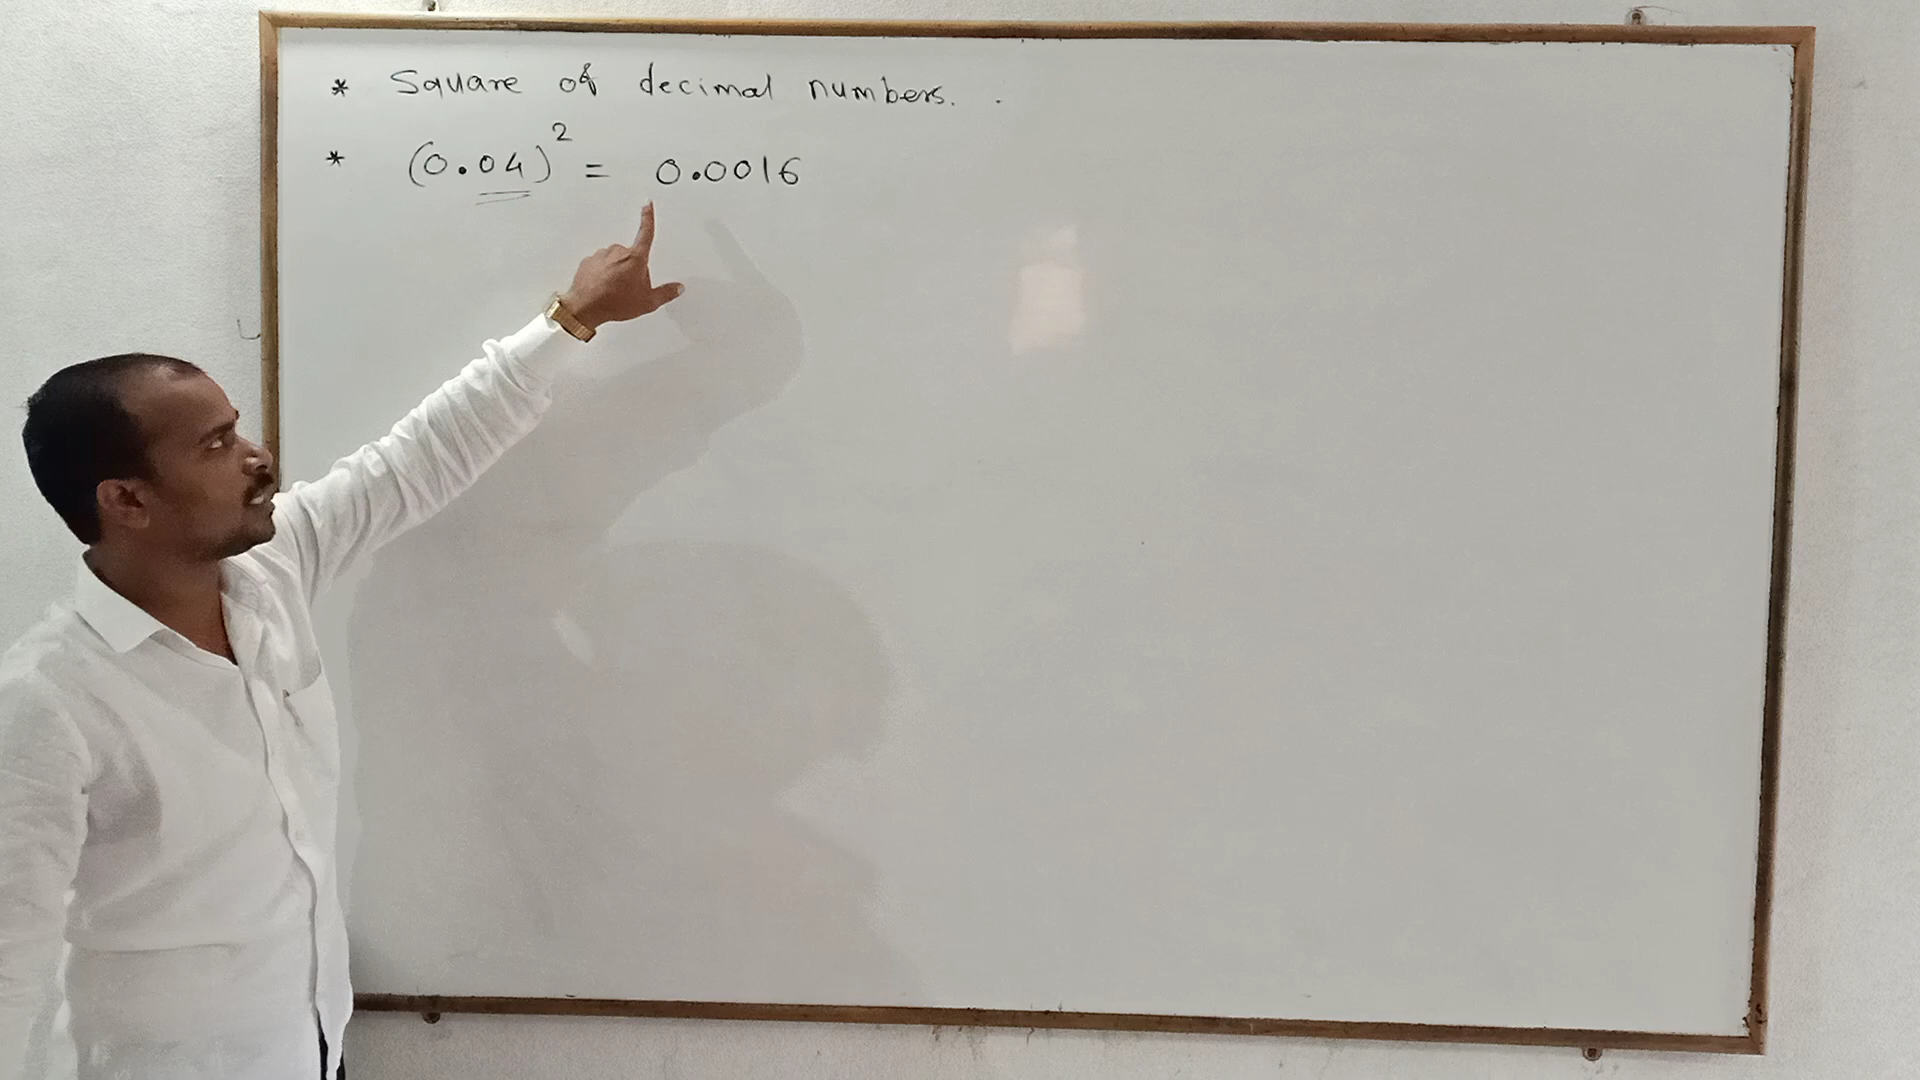 * Square of decimal numbers. .
* (0.04)² = 0.0016